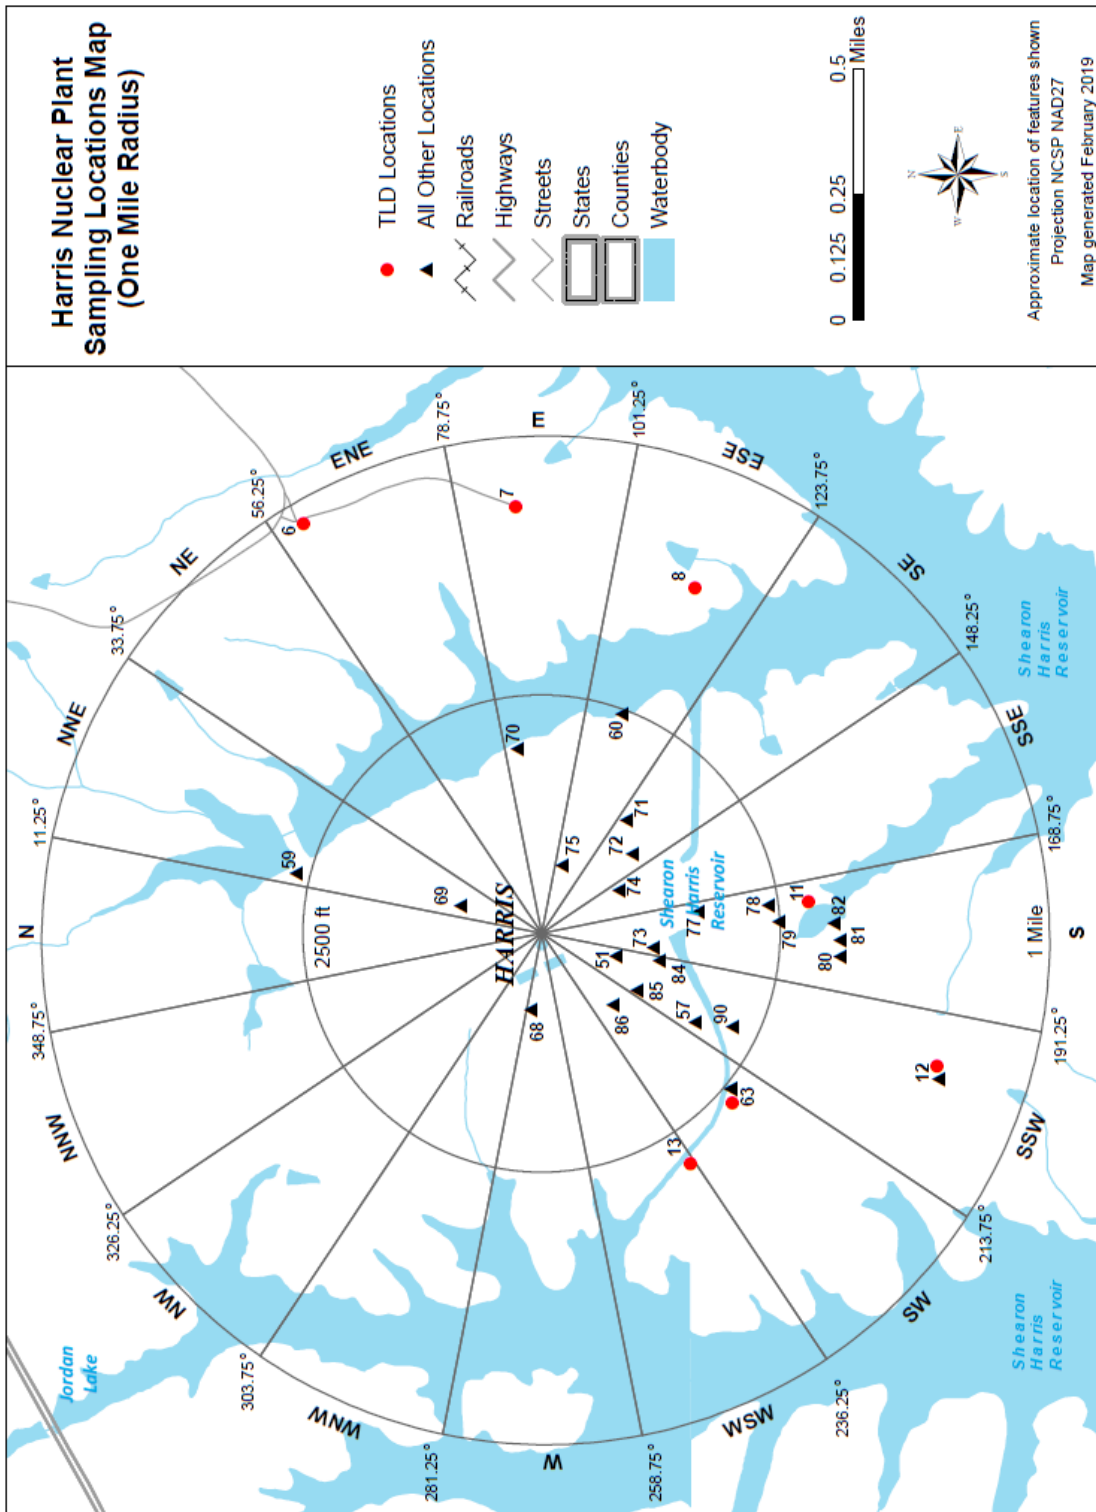 Harris Nuclear Plant
Sampling Locations Map
(One Mile Radius)
TLD Locations
All Other Locations
Railroads
Highways
Streets
States
Counties
Waterbody
0 0.125 0.25 0.5
Miles
N
W E
S
Approximate location of features shown
Projection NCSP NAD27
Map generated February 2019
Jordan
Lake
NNW
N
NNE
326.25°
348.75°
11.25°
33.75°
NW
NE
303.75°
56.25°
6
59
WNW
ENE
2500 ft
281.25°
78.75°
69
HARRIS
70
7
W
68
E
75
258.75°
101.25°
51
74
60
86
73
72
71
85
84
8
13
57
77
Shearon
Harris
Reservoir
90
63
WSW
ESE
78
79
11
236.25°
123.75°
80
81
82
SW
SE
12
213.75°
148.25°
SSW
SSE
191.25°
1 Mile
168.75°
S
Shearon
Harris
Reservoir
Shearon
Harris
Reservoir